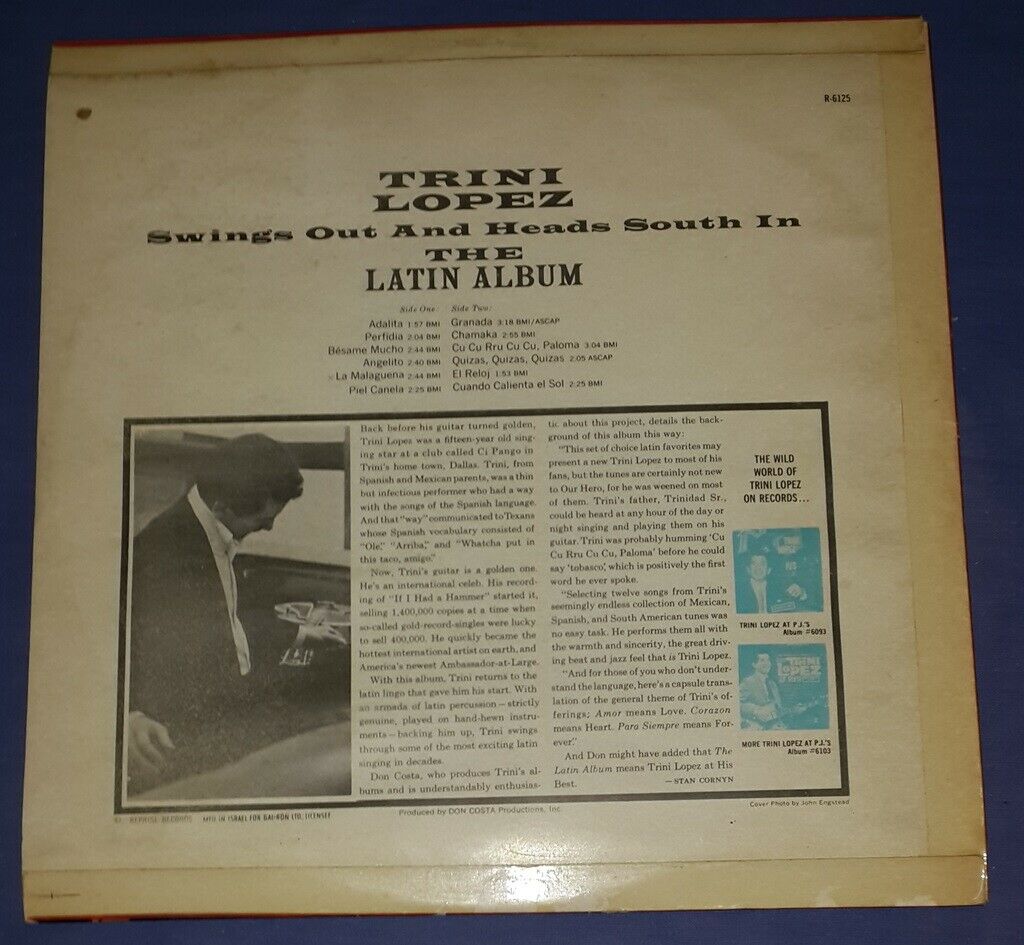 R-6125
TRINI
LOPEZ
Swings Out And Heads South In
THE
LATIN ALBUM
Side One:
Adalita 1:57 BMI
Perfidia 2:04 BMI
Bésame Mucho 2:44 BMI
Angelito 2:40 BMI
La Malaguena 2:44 BMI
Piel Canela 2:25 BMI
Side Two:
Granada 3:18 BMI/ASCAP
Chamaka 2:55 BMI
Cu Cu Rru Cu Cu, Paloma 3:04 BMI
Quizas, Quizas, Quizas 2:05 ASCAP
El Reloj 1:53 BMI
Cuando Calienta el Sol 2:25 BMI
Back before his guitar turned golden,
Trini Lopez was a fifteen-year old sing-
ing star at a club called Ci Pango in
Trini's home town, Dallas. Trini, from
Spanish and Mexican parents, was a thin
but infectious performer who had a way
with the songs of the Spanish language.
And that "way" communicated to Texans
whose Spanish vocabulary consisted of
"Ole," "Arriba," and "Whatcha put in
this taco, amigo."
Now, Trini's guitar is a golden one.
He's an international celeb. His record-
ing of "If I Had a Hammer" started it,
selling 1,400,000 copies at a time when
so-called gold-record-singles were lucky
to sell 400,000. He quickly became the
hottest international artist on earth, and
America's newest Ambassador-at-Large.
With this album, Trini returns to the
latin lingo that gave him his start. With
an armada of latin percussion—strictly
genuine, played on hand-hewn instru-
ments—backing him up, Trini swings
through some of the most exciting latin
singing in decades.
Don Costa, who produces Trini's al-
bums and is understandably enthusias-
tic about this project, details the back-
ground of this album this way:
"This set of choice latin favorites may
present a new Trini Lopez to most of his
fans, but the tunes are certainly not new
to Our Hero, for he was weened on most
of them. Trini's father, Trinidad Sr.,
could be heard at any hour of the day or
night singing and playing them on his
guitar. Trini was probably humming 'Cu
Cu Rru Cu Cu, Paloma' before he could
say 'tobasco', which is positively the first
word he ever spoke.
"Selecting twelve songs from Trini's
seemingly endless collection of Mexican,
Spanish, and South American tunes was
no easy task. He performs them all with
the warmth and sincerity, the great driv-
ing beat and jazz feel that is Trini Lopez.
"And for those of you who don't under-
stand the language, here's a capsule trans-
lation of the general theme of Trini's of-
ferings; Amor means Love. Corazon
means Heart. Para Siempre means For-
ever."
And Don might have added that The
Latin Album means Trini Lopez at His
Best.
—STAN CORNYN
THE WILD
WORLD OF
TRINI LOPEZ
ON RECORDS...
TRINI LOPEZ AT P.J.'S
Album #6093
TRINI
LOPEZ
MORE TRINI LOPEZ AT P.J.'S
Album #6103
REPRISE RECORDS MFD IN ISRAEL FOR GAL-RON LTD, LICENSEE
Produced by DON COSTA Productions, Inc.
Cover Photo by John Engstead